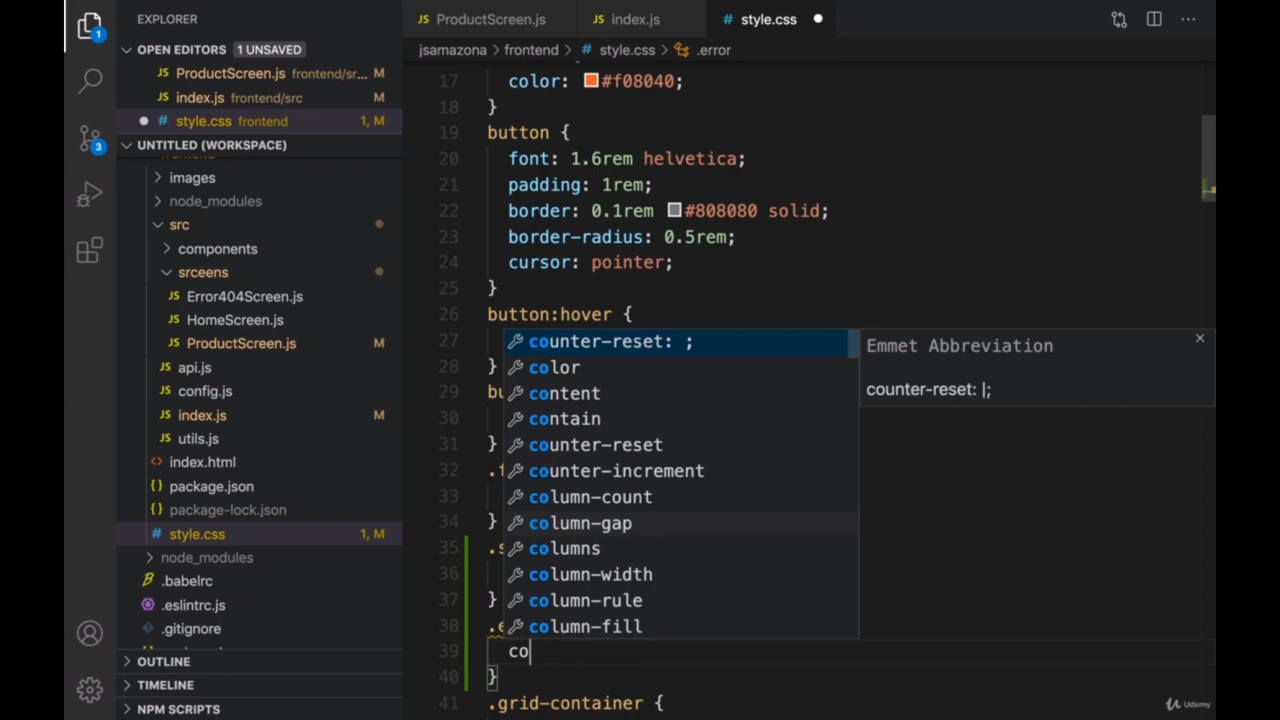 EXPLORER
OPEN EDITORS 1 UNSAVED
JS ProductScreen.js frontend/sr... M
JS index.js frontend/src M
# style.css frontend 1, M
UNTITLED (WORKSPACE)
images
node_modules
src
components
srceens
JS Error404Screen.js
JS HomeScreen.js
JS ProductScreen.js M
JS api.js
JS config.js
JS index.js M
JS utils.js
index.html
{} package.json
{} package-lock.json
# style.css 1, M
node_modules
.babelrc
.eslintrc.js
.gitignore
OUTLINE
TIMELINE
NPM SCRIPTS
1
3
JS ProductScreen.js JS index.js # style.css
jsamazona > frontend > # style.css > .error
17 color: #f08040;
18 }
19 button {
20 font: 1.6rem helvetica;
21 padding: 1rem;
22 border: 0.1rem #808080 solid;
23 border-radius: 0.5rem;
24 cursor: pointer;
25 }
26 button:hover {
27
28 }
29 bu
30
31 }
32 .f
33
34 }
35 .s
36
37 }
38 .e
39 co
40 }
41 .grid-container {
counter-reset: ;
color
content
contain
counter-reset
counter-increment
column-count
column-gap
columns
column-width
column-rule
column-fill
Emmet Abbreviation
counter-reset: |;
Udemy